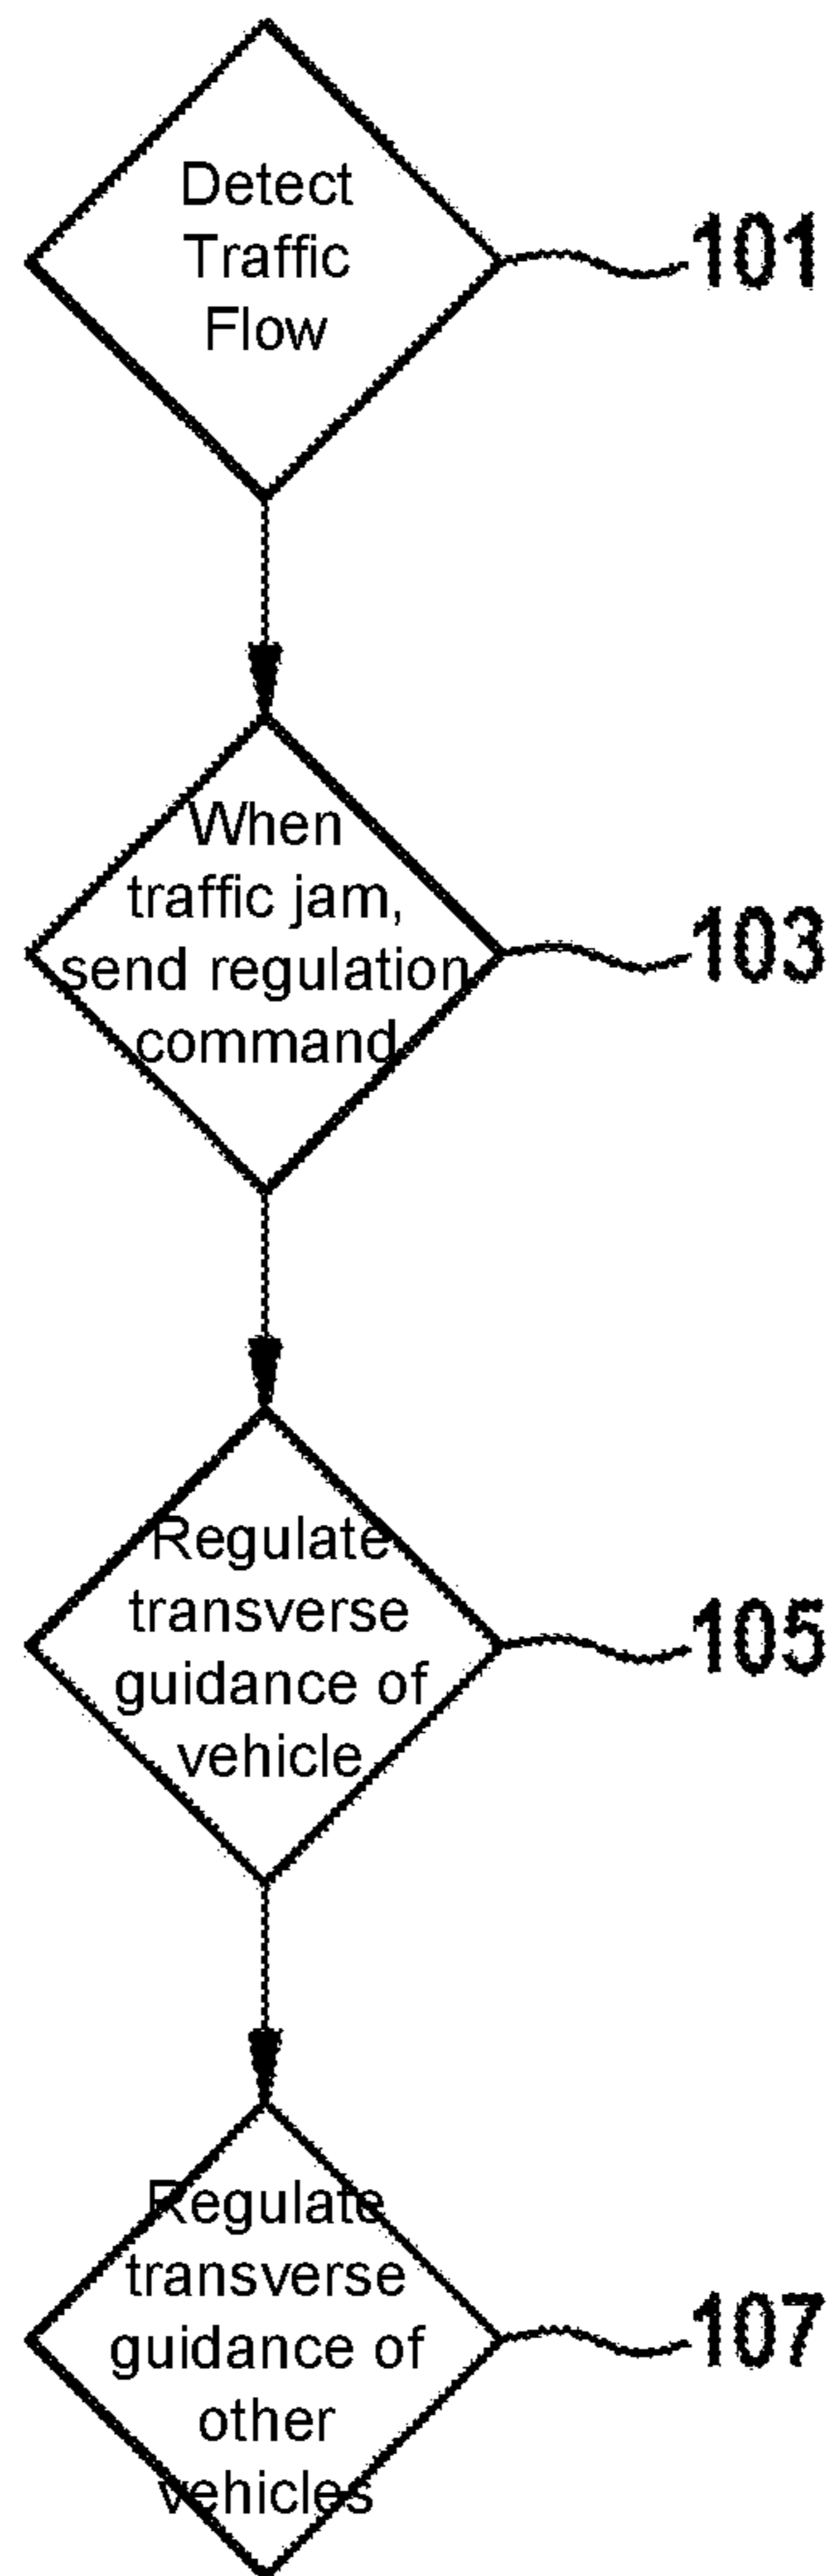 Detect
Traffic
Flow
101
When
traffic jam,
send regulation
command
103
Regulate
transverse
guidance of
vehicle
105
Regulate
transverse
guidance of
other
vehicles
107